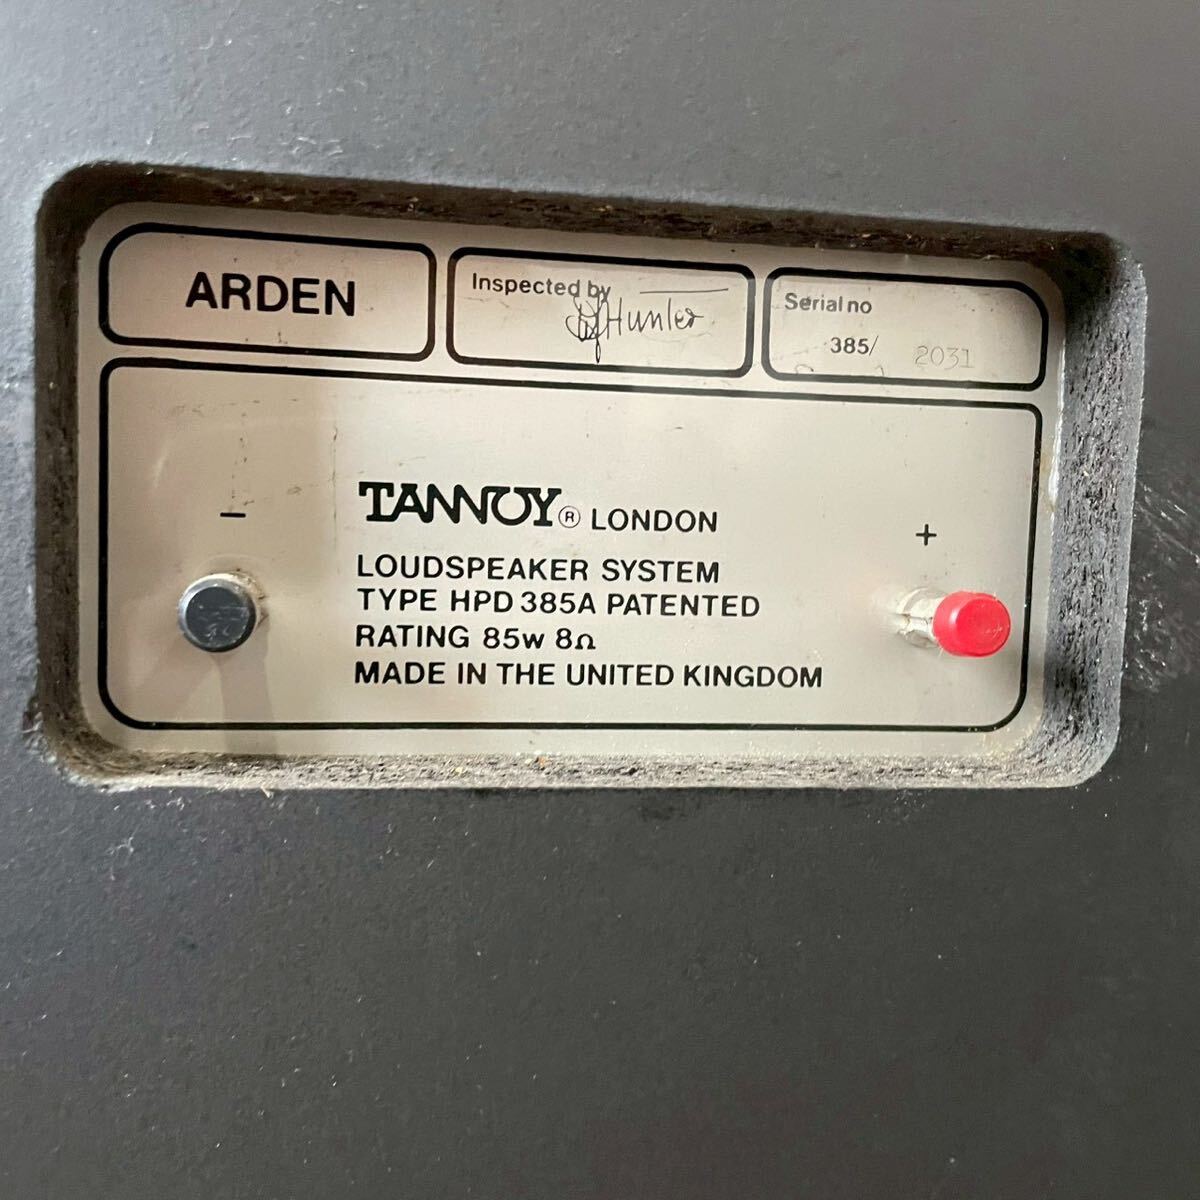 ARDEN
Inspected by
Hunter
Serial no
385/ 2031
TANNOY ® LONDON
LOUDSPEAKER SYSTEM
TYPE HPD 385A PATENTED
RATING 85w 8Ω
MADE IN THE UNITED KINGDOM
− +